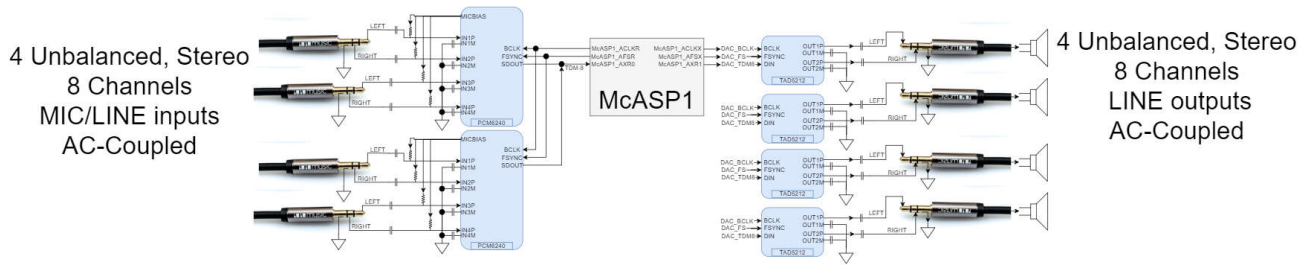 4 Unbalanced, Stereo
8 Channels
MIC/LINE inputs
AC-Coupled
LEFT
RIGHT
LEFT
RIGHT
MICBIAS
IN1P
IN1M
IN2P
IN2M
IN3P
IN3M
IN4P
IN4M
BCLK
FSYNC
SDOUT
PCM6240
LEFT
RIGHT
LEFT
RIGHT
MICBIAS
IN1P
IN1M
IN2P
IN2M
IN3P
IN3M
IN4P
IN4M
BCLK
FSYNC
SDOUT
PCM6240
TDM-8
McASP1_ACLKR
McASP1_AFSR
McASP1_AXR0
McASP1_ACLKX
McASP1_AFSX
McASP1_AXR1
McASP1
DAC_BCLK
DAC_FS
DAC_TDM8
BCLK
FSYNC
DIN
OUT1P
OUT1M
OUT2P
OUT2M
TAD5212
LEFT
RIGHT
DAC_BCLK
DAC_FS
DAC_TDM8
BCLK
FSYNC
DIN
OUT1P
OUT1M
OUT2P
OUT2M
TAD5212
LEFT
RIGHT
DAC_BCLK
DAC_FS
DAC_TDM8
BCLK
FSYNC
DIN
OUT1P
OUT1M
OUT2P
OUT2M
TAD5212
LEFT
RIGHT
DAC_BCLK
DAC_FS
DAC_TDM8
BCLK
FSYNC
DIN
OUT1P
OUT1M
OUT2P
OUT2M
TAD5212
LEFT
RIGHT
4 Unbalanced, Stereo
8 Channels
LINE outputs
AC-Coupled